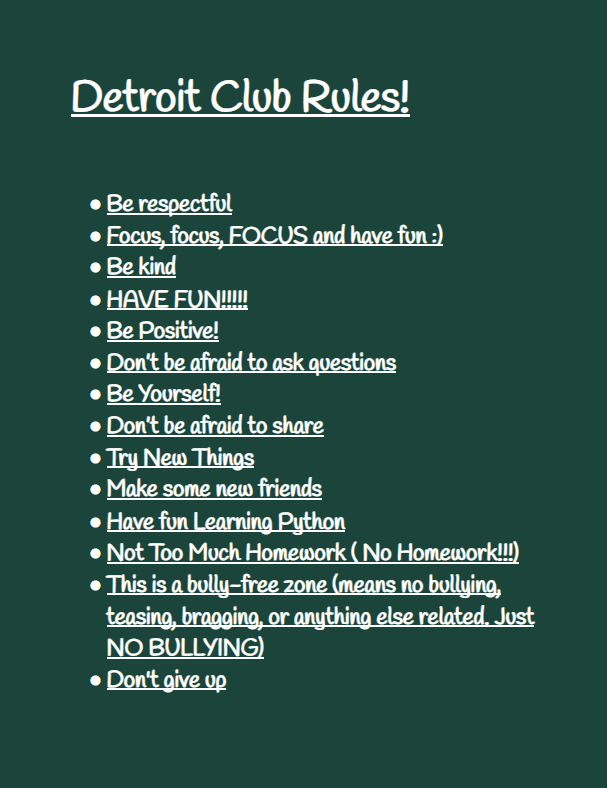 Detroit Club Rules!
● Be respectful
● Focus, focus, FOCUS and have fun :)
● Be kind
● HAVE FUN!!!!!
● Be Positive!
● Don't be afraid to ask questions
● Be Yourself!
● Don't be afraid to share
● Try New Things
● Make some new friends
● Have fun Learning Python
● Not Too Much Homework ( No Homework!!!)
● This is a bully-free zone (means no bullying,
teasing, bragging, or anything else related. Just
NO BULLYING)
● Don't give up